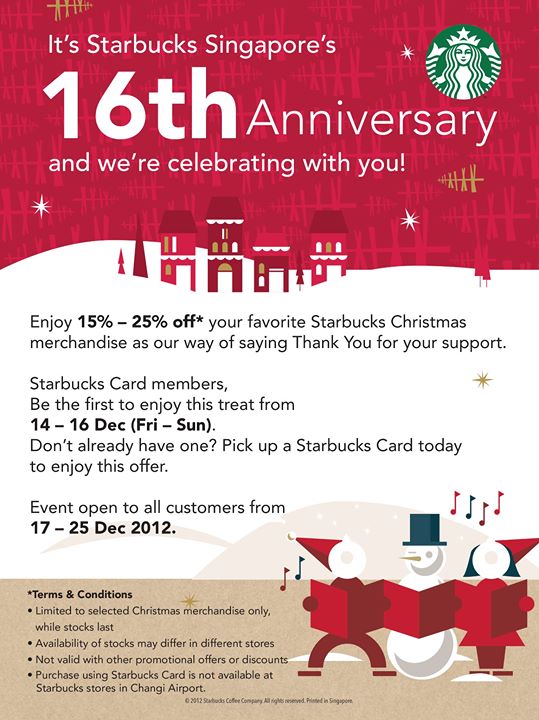 It's Starbucks Singapore's
16th Anniversary
and we're celebrating with you!
Enjoy 15% – 25% off* your favorite Starbucks Christmas
merchandise as our way of saying Thank You for your support.
Starbucks Card members,
Be the first to enjoy this treat from
14 – 16 Dec (Fri – Sun).
Don't already have one? Pick up a Starbucks Card today
to enjoy this offer.
Event open to all customers from
17 – 25 Dec 2012.
*Terms & Conditions
• Limited to selected Christmas merchandise only,
while stocks last
• Availability of stocks may differ in different stores
• Not valid with other promotional offers or discounts
• Purchase using Starbucks Card is not available at
Starbucks stores in Changi Airport.
© 2012 Starbucks Coffee Company. All rights reserved. Printed in Singapore.